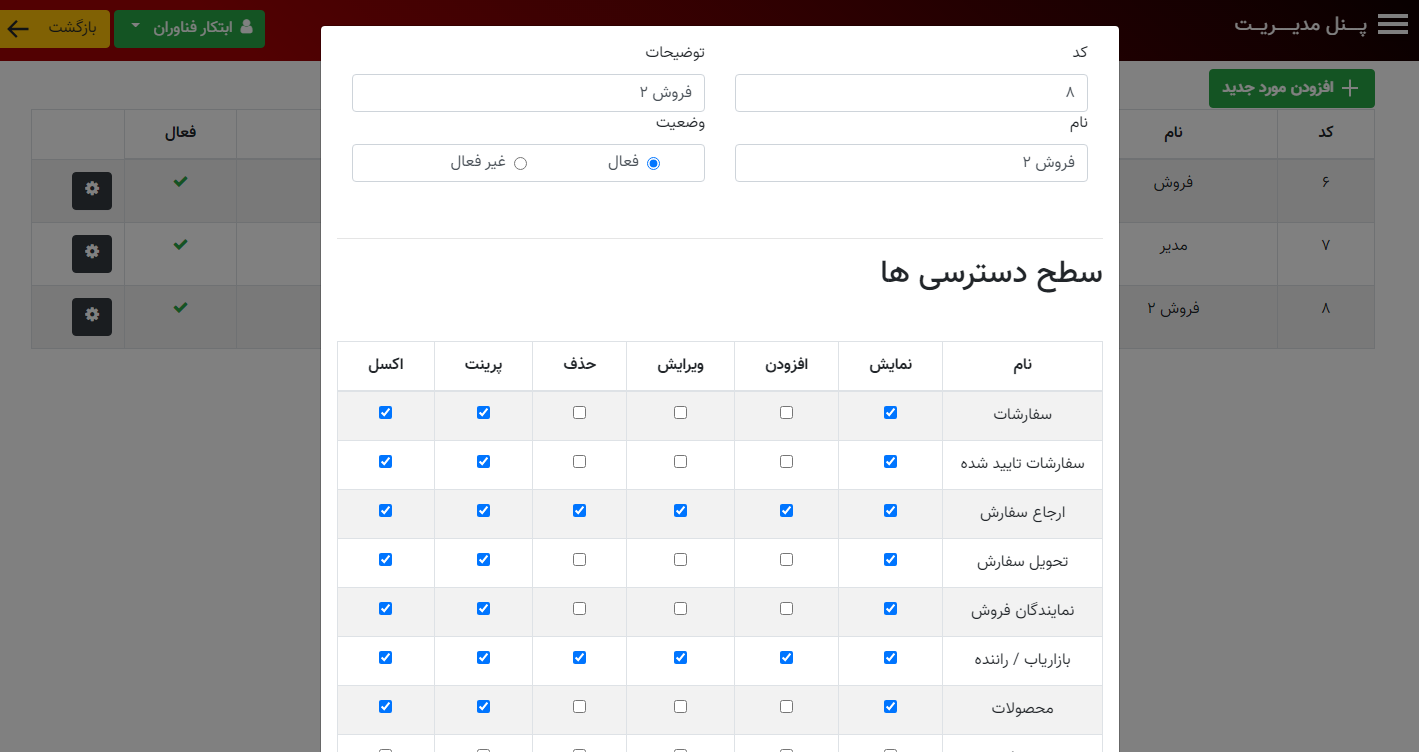 پــنل مدیــریـت
ابتکار فناوران
بازگشت
افزودن مورد جدید
کد نام فعال
۶ فروش
۷ مدیر
۸ فروش ۲
کد توضیحات
۸ فروش ۲
نام وضعیت
فروش ۲ فعال غیر فعال
سطح دسترسی ها
نام نمایش افزودن ویرایش حذف پرینت اکسل
سفارشات
سفارشات تایید شده
ارجاع سفارش
تحویل سفارش
نمایندگان فروش
بازاریاب / راننده
محصولات